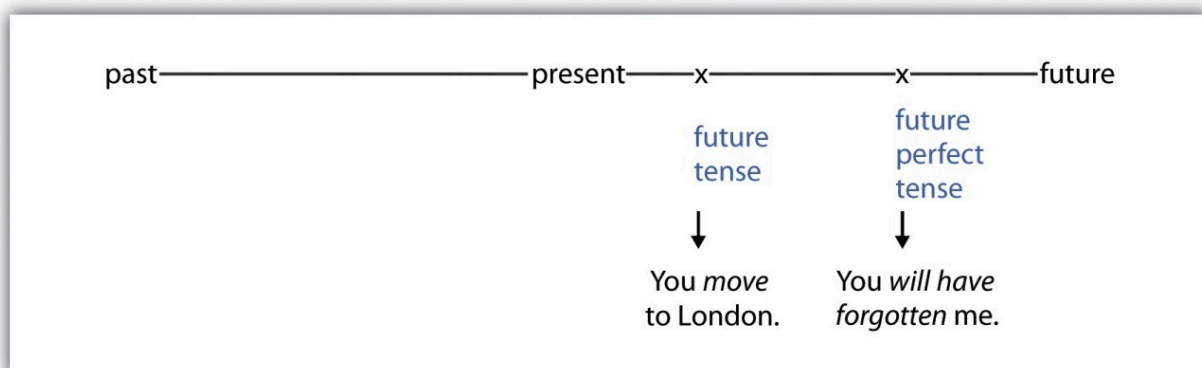 past present x x future
future
tense
future
perfect
tense
You move
to London.
You will have
forgotten me.